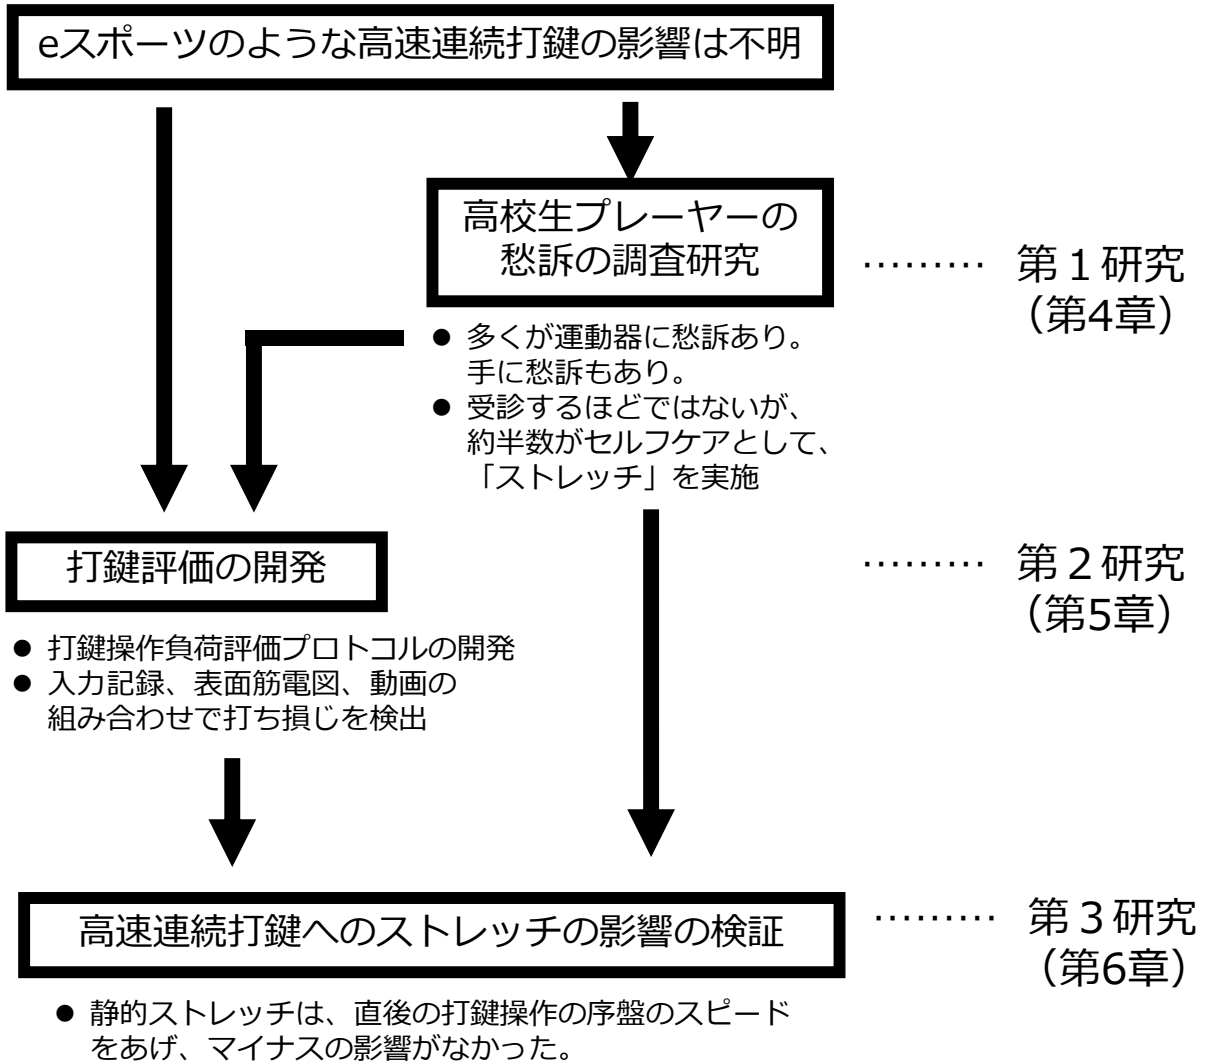 eスポーツのような高速連続打鍵の影響は不明
高校生プレーヤーの
愁訴の調査研究
……… 第１研究
（第4章）
● 多くが運動器に愁訴あり。
手に愁訴もあり。
● 受診するほどではないが、
約半数がセルフケアとして、
「ストレッチ」を実施
打鍵評価の開発
……… 第２研究
（第5章）
● 打鍵操作負荷評価プロトコルの開発
● 入力記録、表面筋電図、動画の
組み合わせで打ち損じを検出
高速連続打鍵へのストレッチの影響の検証
……… 第３研究
（第6章）
● 静的ストレッチは、直後の打鍵操作の序盤のスピード
をあげ、マイナスの影響がなかった。